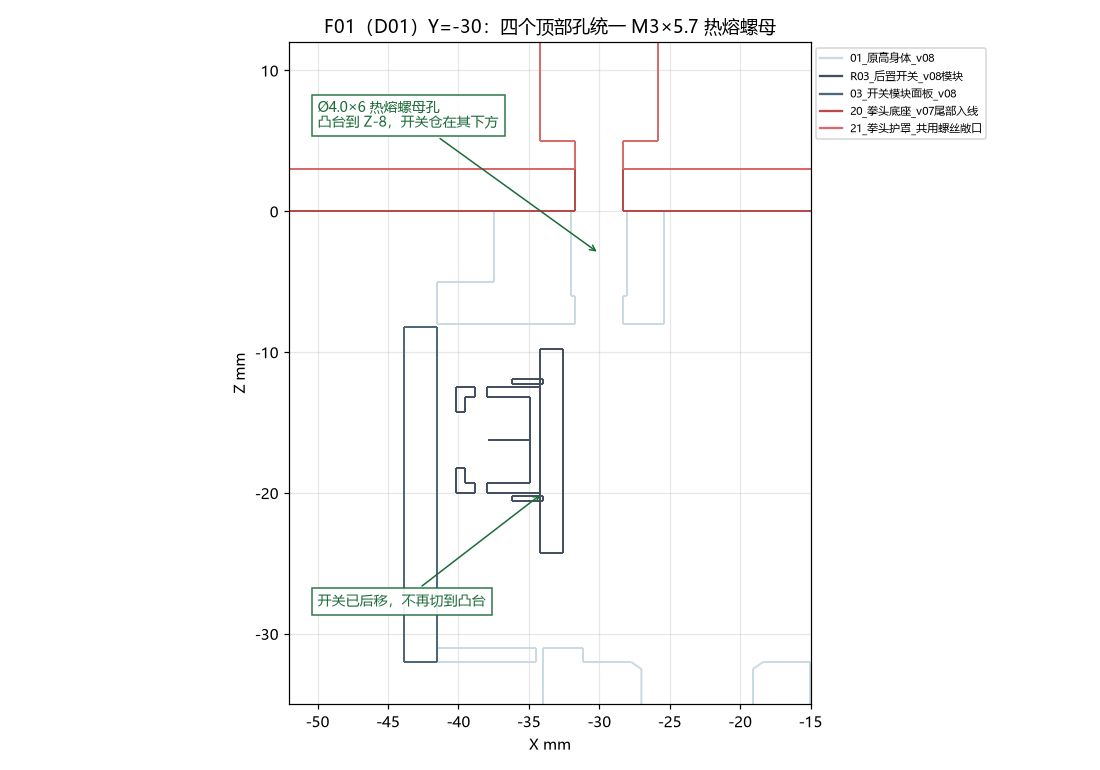 F01（D01）Y=-30：四个顶部孔统一 M3×5.7 热熔螺母
01_原高身体_v08
R03_后置开关_v08模块
03_开关模块面板_v08
20_拳头底座_v07尾部入线
21_拳头护罩_共用螺丝敞口
Ø4.0×6 热熔螺母孔
凸台到 Z-8，开关仓在其下方
开关已后移，不再切到凸台
10
0
-10
-20
-30
Z mm
-50
-45
-40
-35
-30
-25
-20
-15
X mm